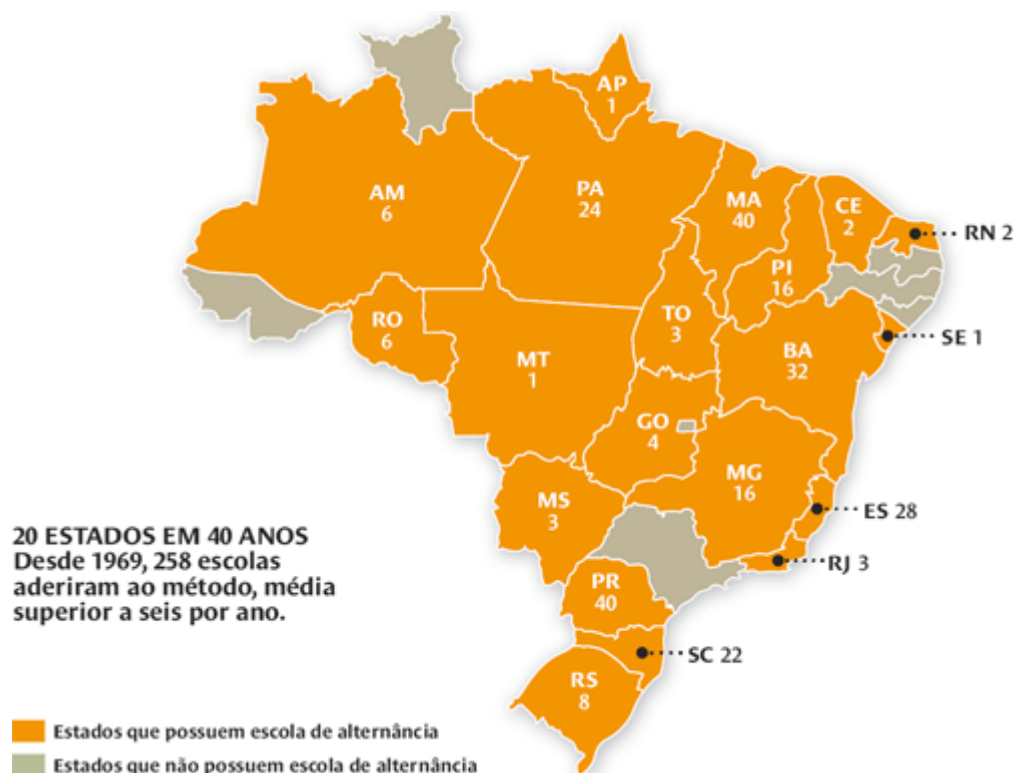 AP
1
AM
6
PA
24
MA
40
CE
2
RN 2
PI
16
RO
6
TO
3
SE 1
MT
1
BA
32
GO
4
MG
16
MS
3
ES 28
RJ 3
20 ESTADOS EM 40 ANOS
Desde 1969, 258 escolas
aderiram ao método, média
superior a seis por ano.
PR
40
SC 22
RS
8
Estados que possuem escola de alternância
Estados que não possuem escola de alternância